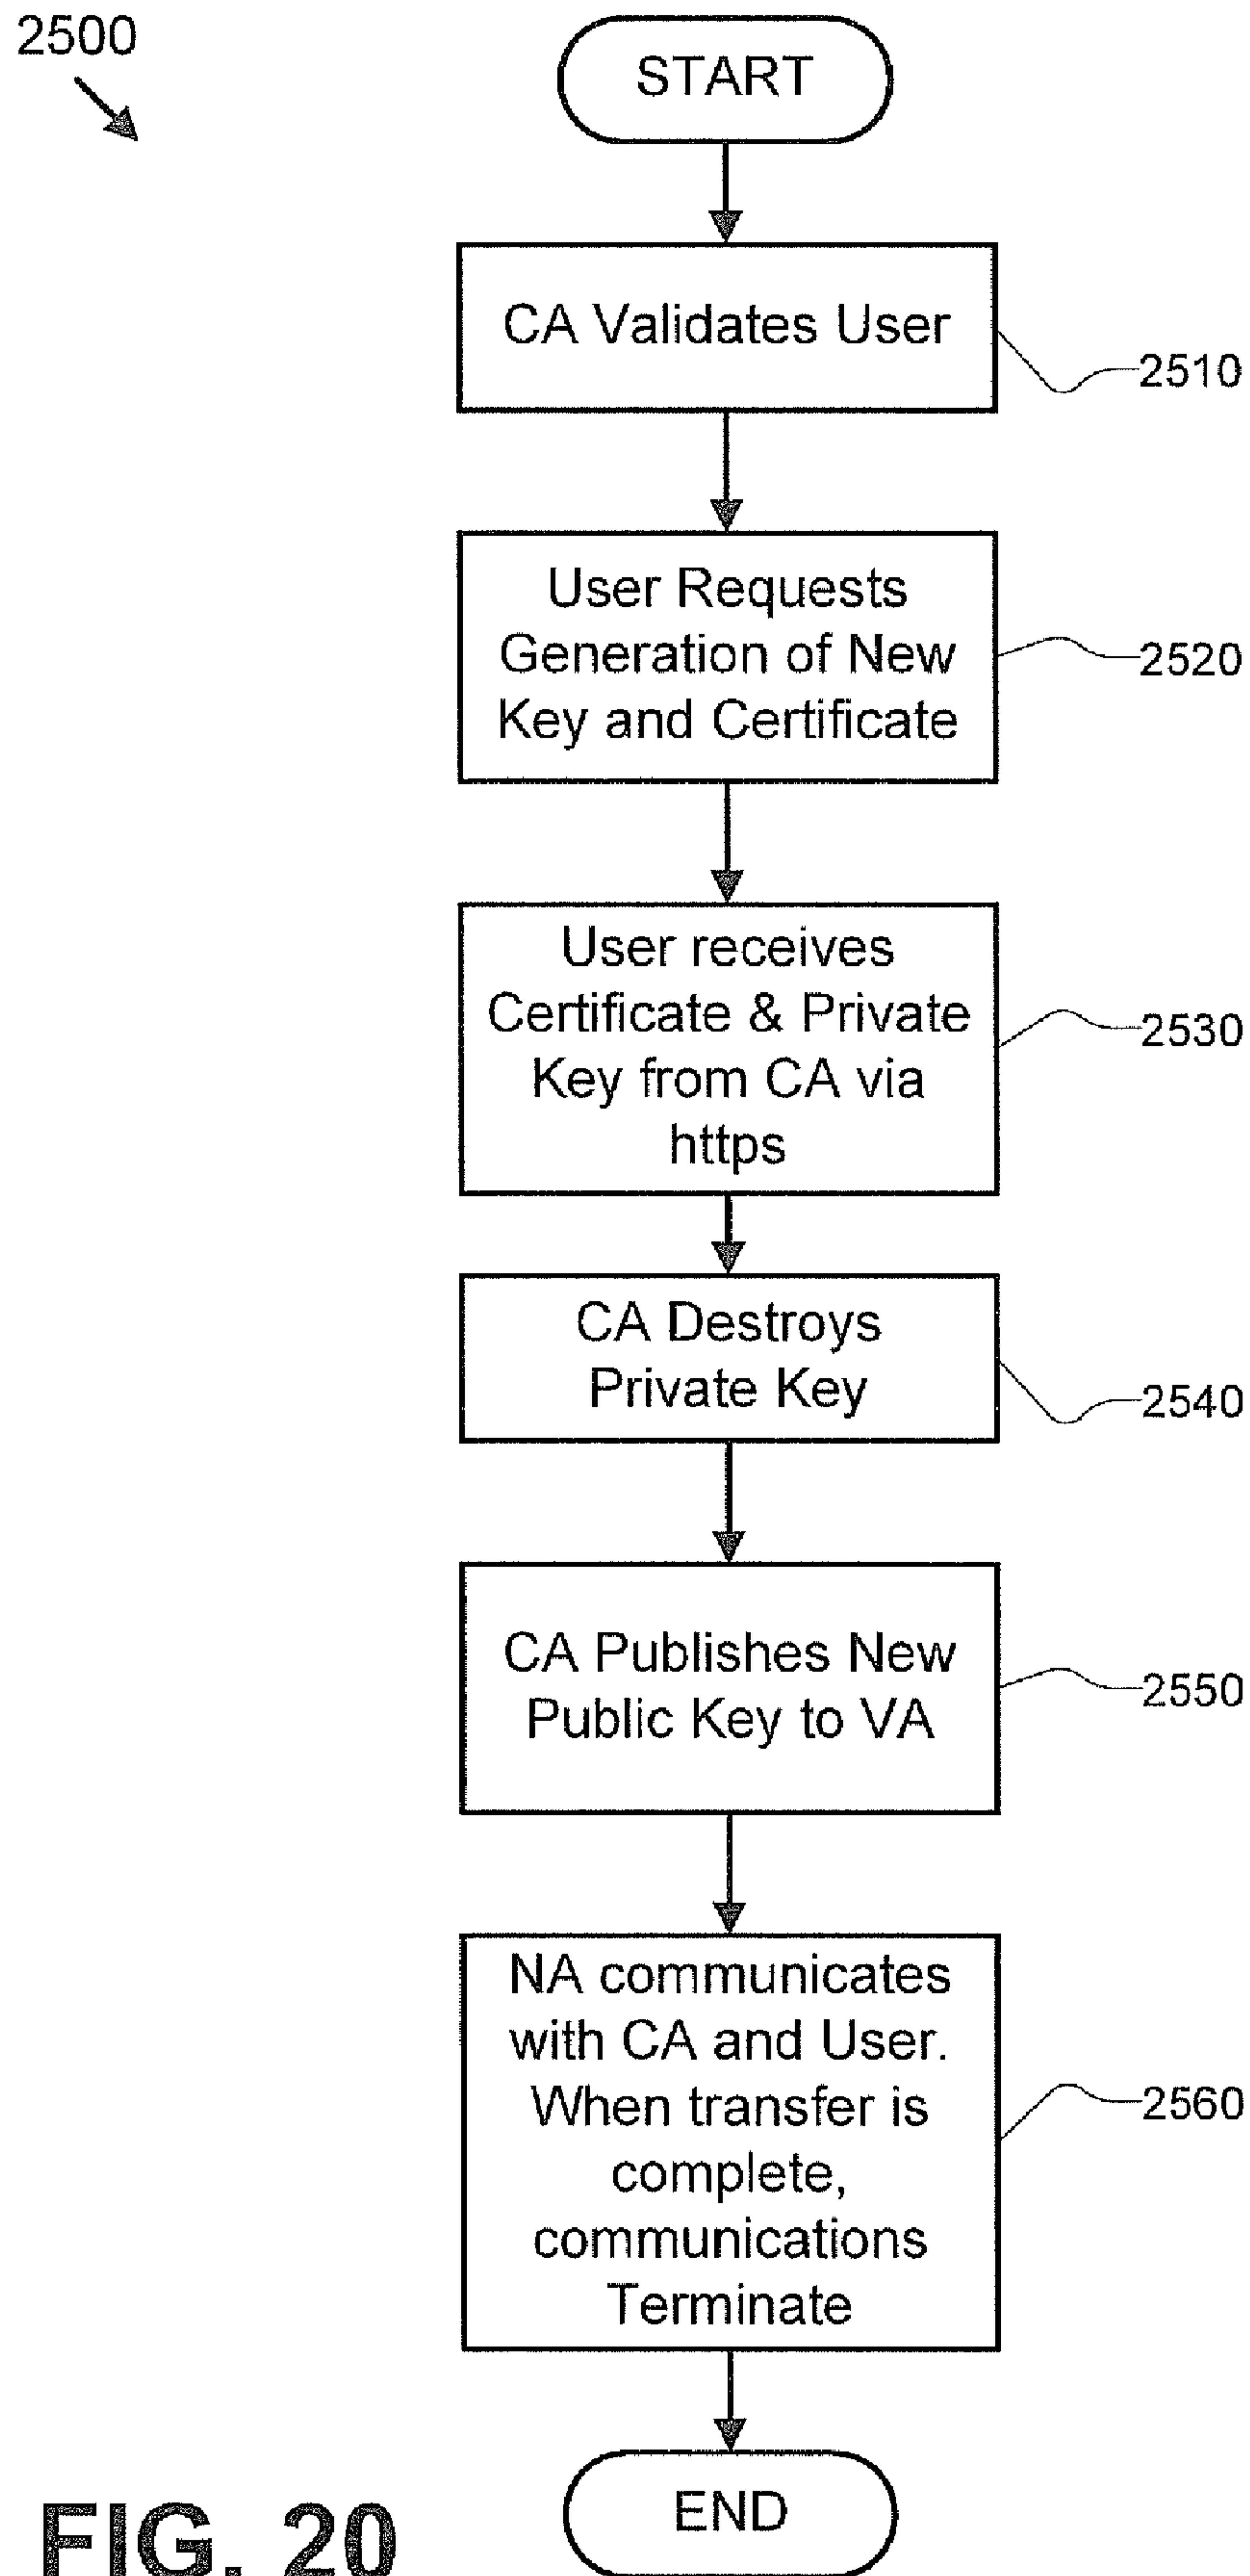 2500
START
CA Validates User
2510
User Requests
Generation of New
Key and Certificate
2520
User receives
Certificate & Private
Key from CA via
https
2530
CA Destroys
Private Key
2540
CA Publishes New
Public Key to VA
2550
NA communicates
with CA and User.
When transfer is
complete,
communications
Terminate
2560
END
FIG. 20